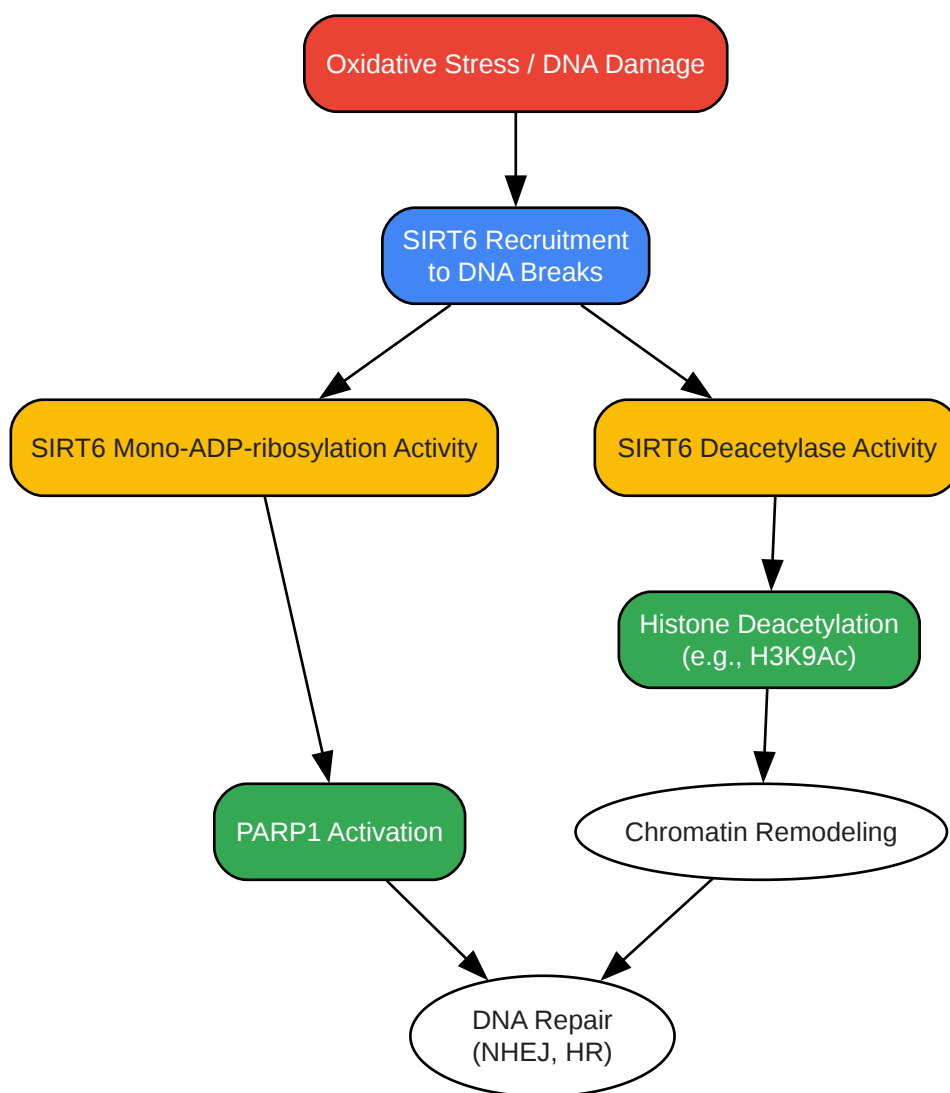 Oxidative Stress / DNA Damage
SIRT6 Recruitment
to DNA Breaks
SIRT6 Mono-ADP-ribosylation Activity
SIRT6 Deacetylase Activity
Histone Deacetylation
(e.g., H3K9Ac)
PARP1 Activation
Chromatin Remodeling
DNA Repair
(NHEJ, HR)